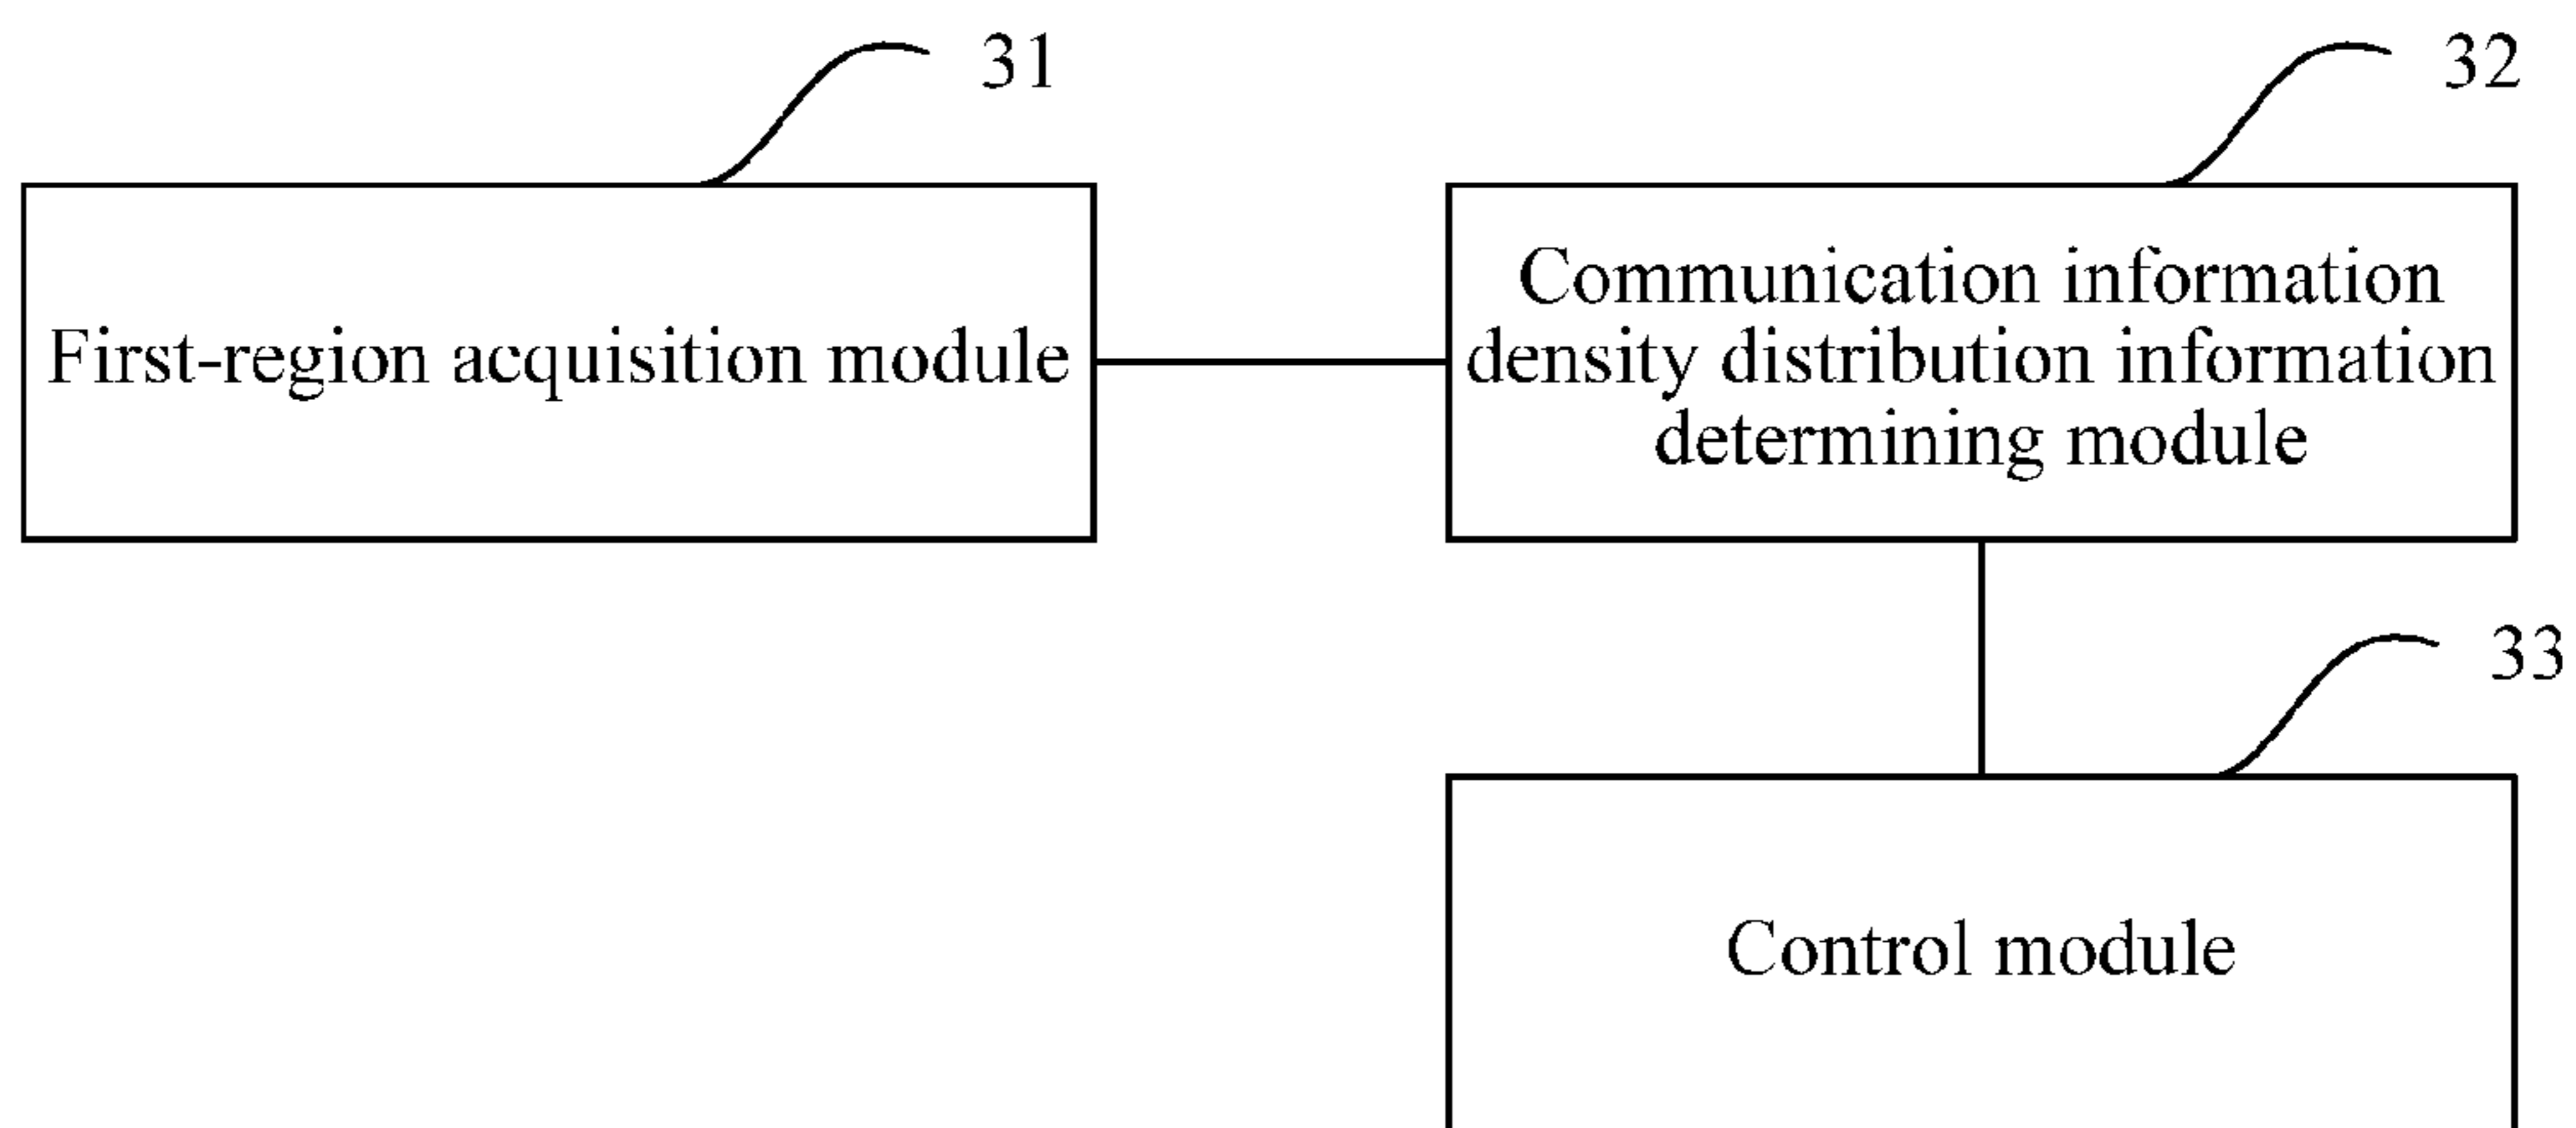 31
32
First-region acquisition module
Communication information
density distribution information
determining module
33
Control module